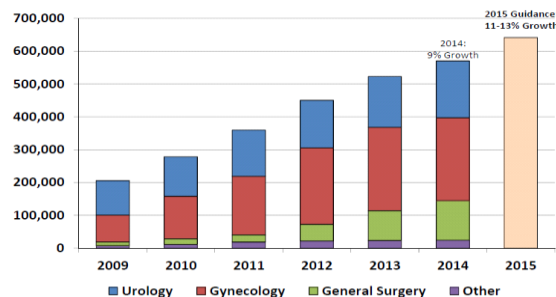 2015 Guidance
11-13% Growth
2014:
9% Growth
700,000
600,000
500,000
400,000
300,000
200,000
100,000
0
2009 2010 2011 2012 2013 2014 2015
Urology Gynecology General Surgery Other